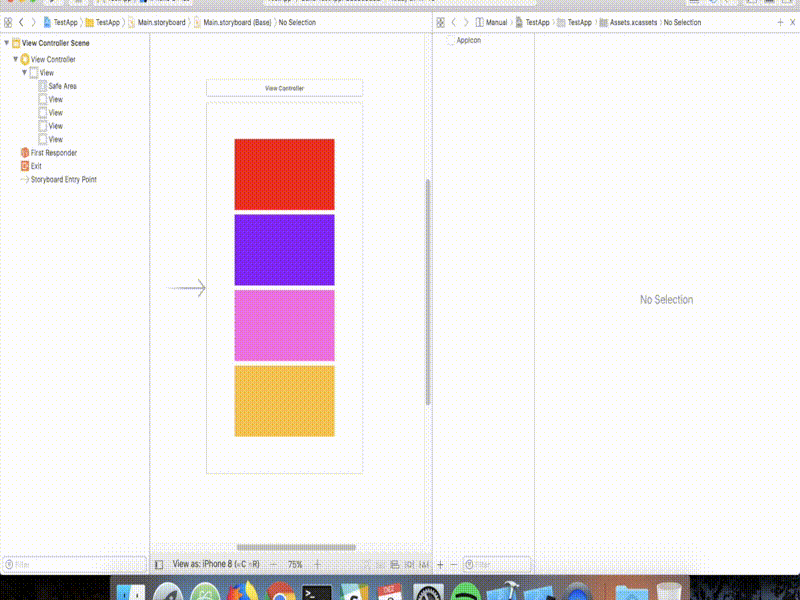 TestApp TestApp Main.storyboard Main.storyboard (Base) No Selection
Manual TestApp TestApp Assets.xcassets No Selection
View Controller Scene
View Controller
View
Safe Area
View
View
View
View
First Responder
Exit
Storyboard Entry Point
View Controller
AppIcon
No Selection
Filter
View as: iPhone 8 (wC hR)
75%
Filter
DEC